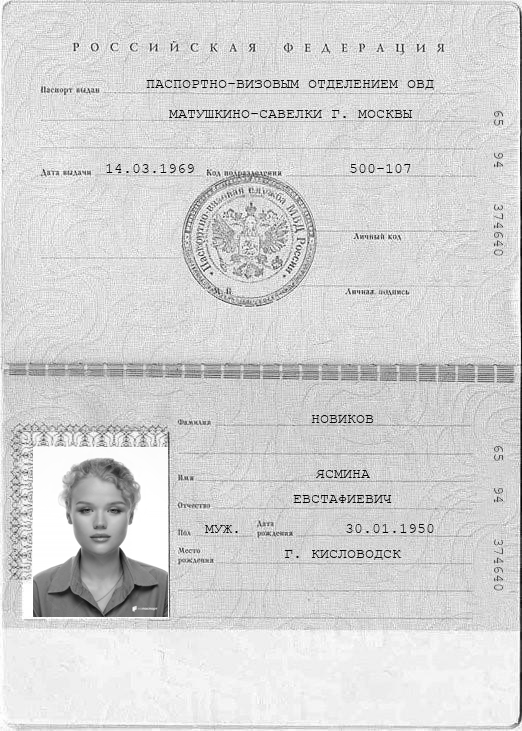 РОССИЙСКАЯ ФЕДЕРАЦИЯ
Паспорт выдан ПАСПОРТНО-ВИЗОВЫМ ОТДЕЛЕНИЕМ ОВД
МАТУШКИНО-САВЕЛКИ Г. МОСКВЫ
Дата выдачи 14.03.1969 Код подразделения 500-107
Паспортно-визовая служба МВД России
Личный код
М.П. Личная подпись
65 94 374640
Фамилия НОВИКОВ
Имя ЯСМИНА
Отчество ЕВСТАФИЕВИЧ
Пол МУЖ. Дата рождения 30.01.1950
Место рождения Г. КИСЛОВОДСК
65 94 374640